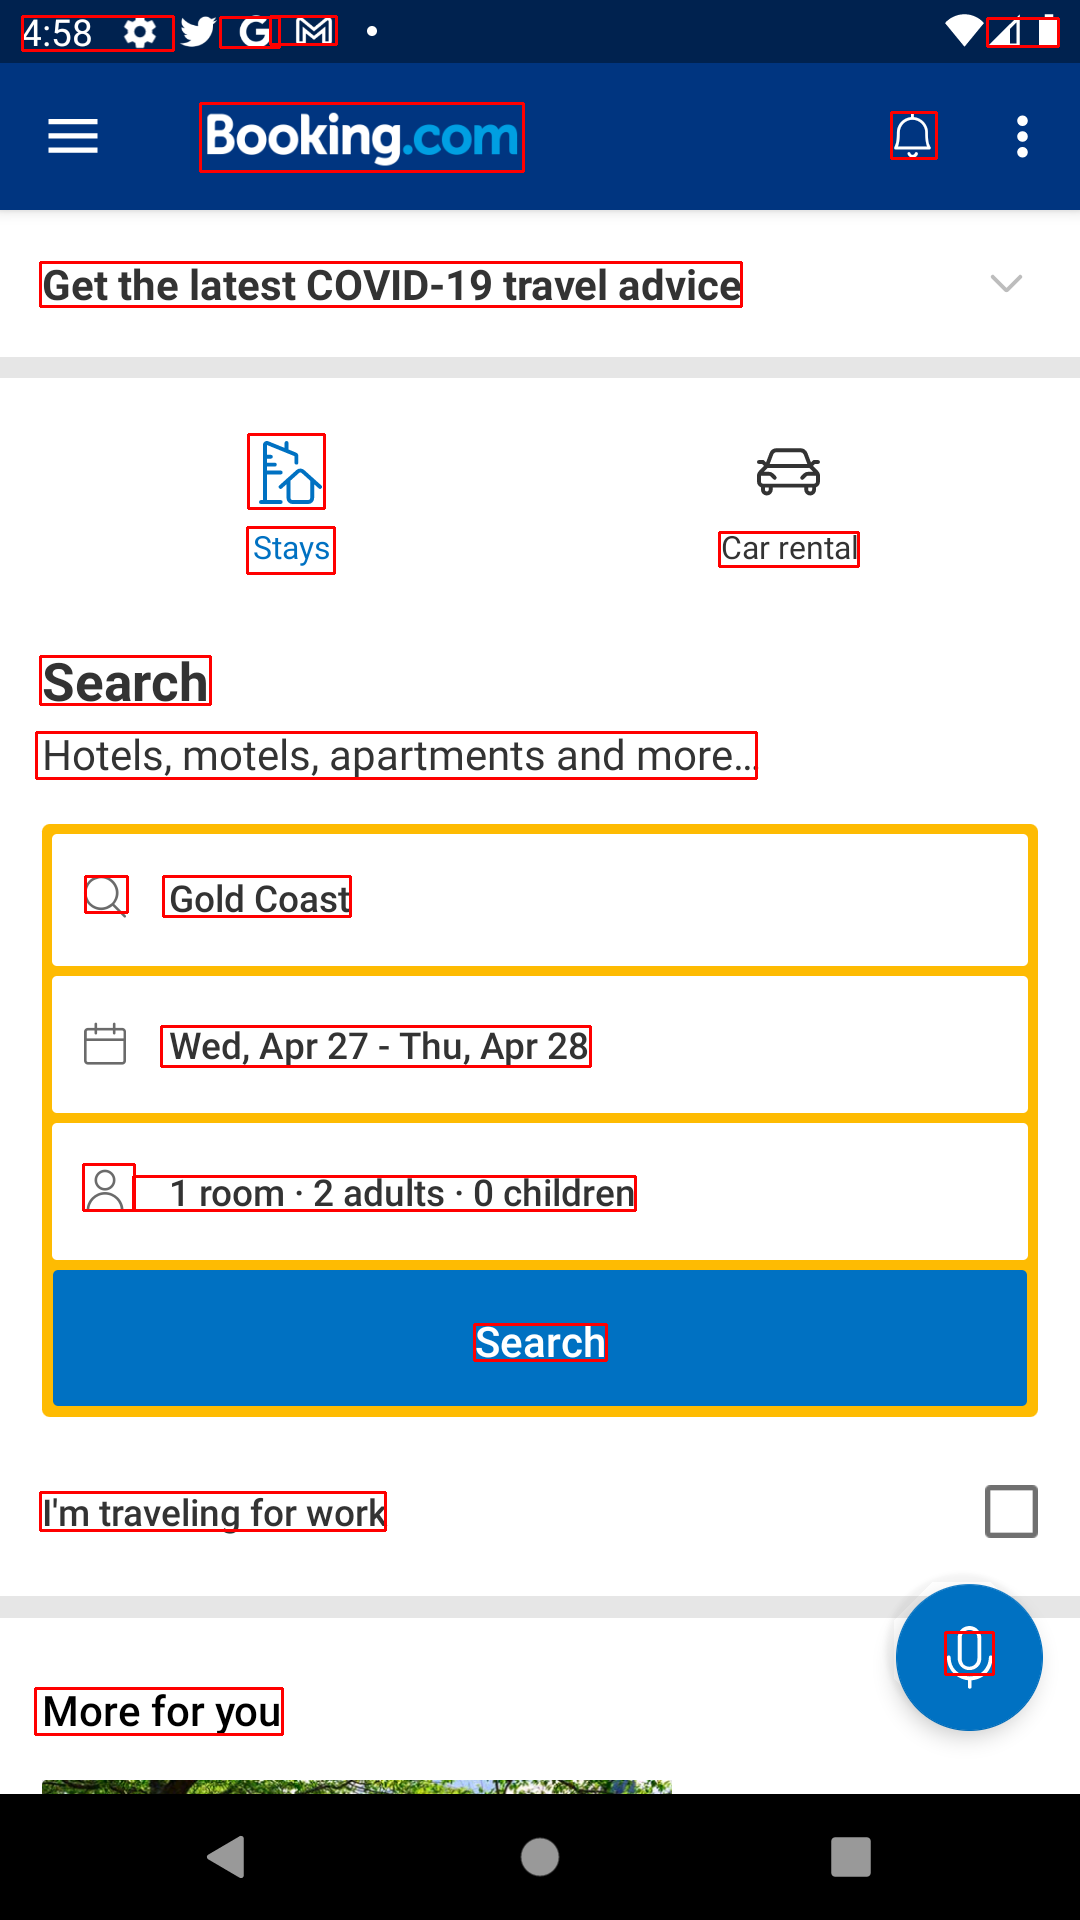 4:58
Booking.com
Get the latest COVID-19 travel advice
Stays
Car rental
Search
Hotels, motels, apartments and more...
Gold Coast
Wed, Apr 27 - Thu, Apr 28
1 room · 2 adults · 0 children
Search
I'm traveling for work
More for you